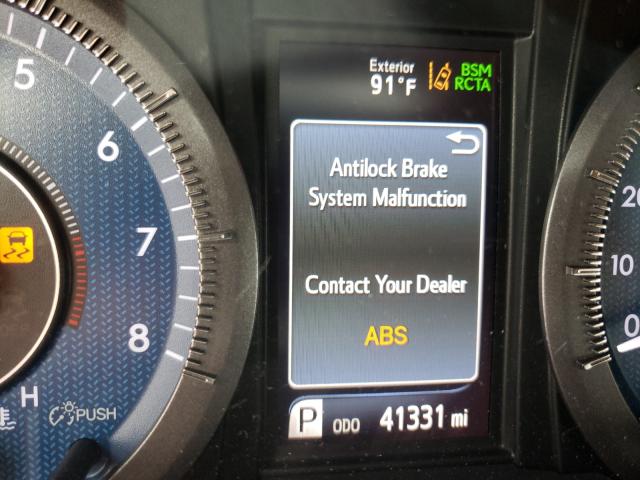 Exterior
91°F
BSM
RCTA
Antilock Brake
System Malfunction
Contact Your Dealer
ABS
P ODO 41331 mi
5
6
7
8
H
PUSH
20
10
0